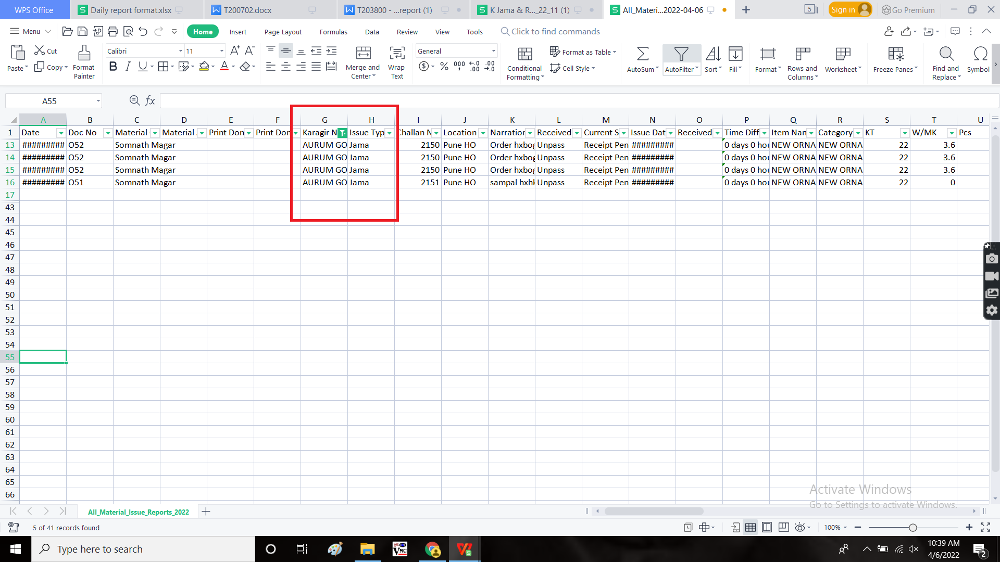 WPS Office Daily report format.xlsx T200702.docx T203800 - ...report (1) K Jama & R..._22_11 (1) All_Materi...2022-04-06 5 Sign in Go Premium
Menu Home Insert Page Layout Formulas Data Review View Tools Click to find commands
Paste Cut Copy Format Painter
Calibri 11
B I U A
Merge and Center Wrap Text
General
Conditional Formatting Format as Table Cell Style
AutoSum AutoFilter Sort Fill Format Rows and Columns Worksheet Freeze Panes Find and Replace Symbol
A55 fx
A B C D E F G H I J K L M N O P Q R S T U
1 Date Doc No Material Material Print Don Print Don Karagir N Issue Typ Challan N Location Narration Received Current S Issue Dat Received Time Diff Item Nan Category KT W/MK Pcs
13 ######### O52 Somnath Magar AURUM GO Jama 2150 Pune HO Order hxbog Unpass Receipt Pen ######### 0 days 0 hou NEW ORNA NEW ORNA 22 3.6
14 ######### O52 Somnath Magar AURUM GO Jama 2150 Pune HO Order hxbog Unpass Receipt Pen ######### 0 days 0 hou NEW ORNA NEW ORNA 22 3.6
15 ######### O52 Somnath Magar AURUM GO Jama 2150 Pune HO Order hxbog Unpass Receipt Pen ######### 0 days 0 hou NEW ORNA NEW ORNA 22 3.6
16 ######### O51 Somnath Magar AURUM GO Jama 2151 Pune HO sampal Unpass Receipt Pen ######### 0 days 0 hou NEW ORNA NEW ORNA 22 0
17
43
44
45
46
47
48
49
50
51
52
53
54
55
56
57
58
59
60
61
62
63
64
65
66
Activate Windows
Go to Settings to activate Windows.
All_Material_Issue_Reports_2022
5 of 41 records found 100%
Type here to search
VNC
10:39 AM
4/6/2022
2